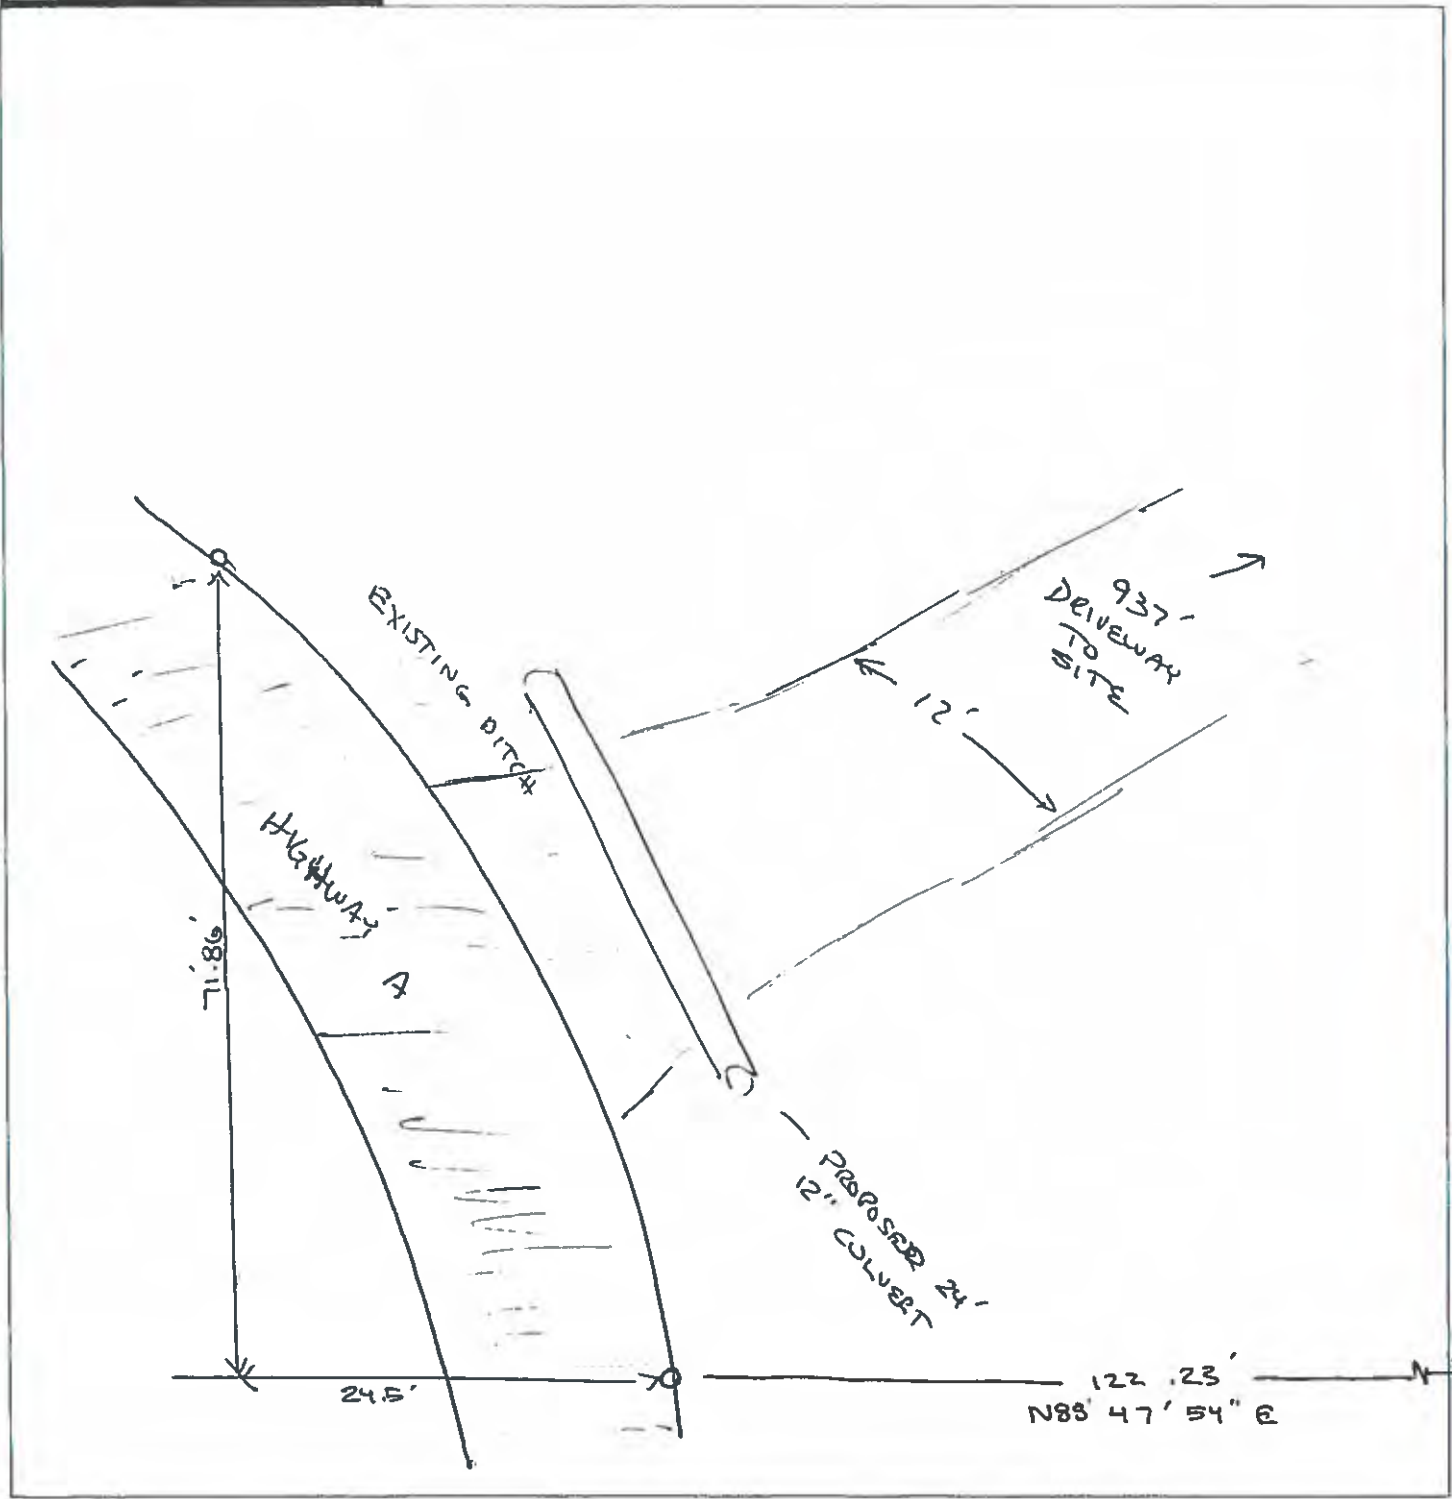 EXISTING DITCH
937'
DRIVEWAY
TO
SITE
12'
HIGHWAY
A
71.86'
PROPOSED 24'
12" CULVERT
24.5'
122.23'
N88° 47' 54" E